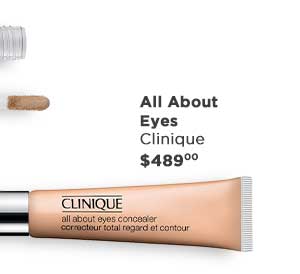 All About
Eyes
Clinique
$489⁰⁰
CLINIQUE
all about eyes concealer
correcteur total regard et contour